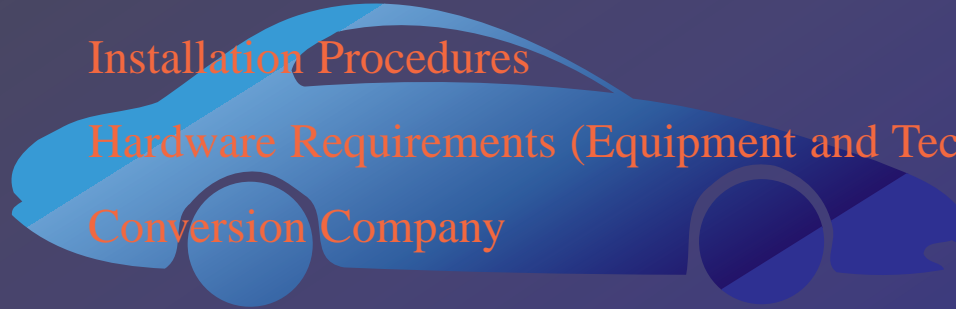 Installation Procedures
Hardware Requirements (Equipment and Tec
Conversion Company